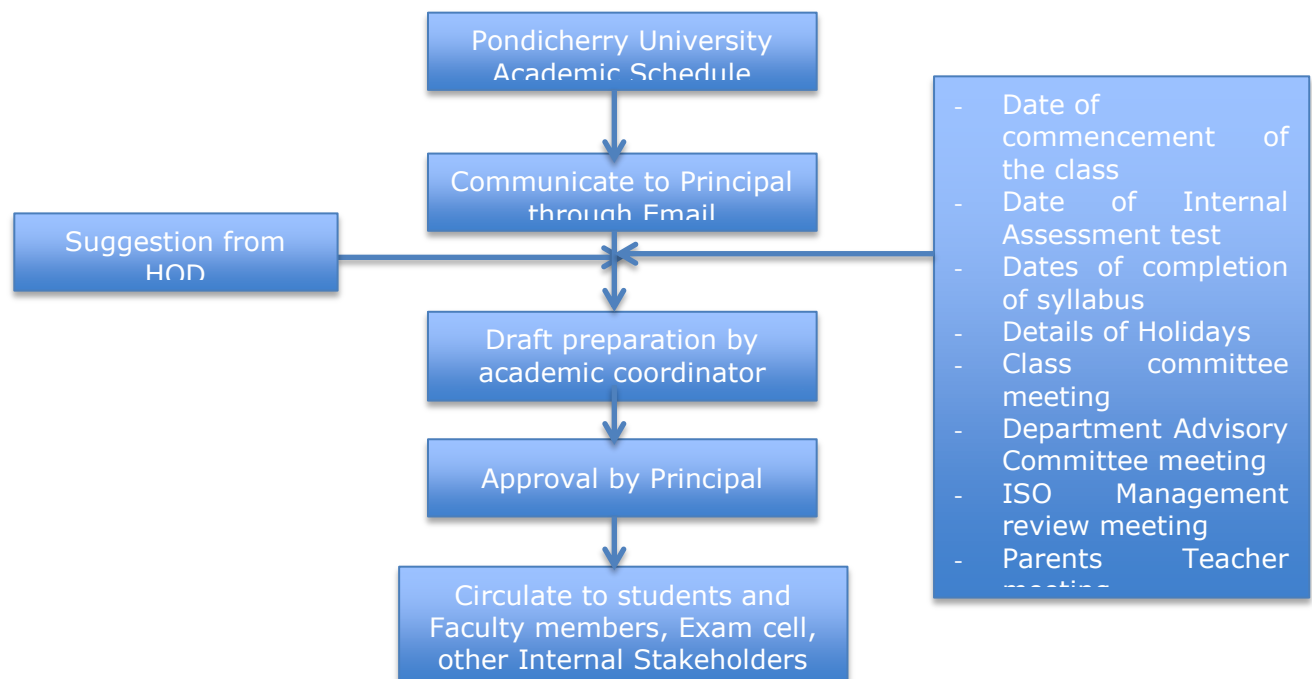 Pondicherry University
Academic Schedule
Communicate to Principal
through Email
Suggestion from
HOD
- Date of
commencement of
the class
- Date of Internal
Assessment test
- Dates of completion
of syllabus
- Details of Holidays
- Class committee
meeting
- Department Advisory
Committee meeting
- ISO Management
review meeting
- Parents Teacher
meeting
Draft preparation by
academic coordinator
Approval by Principal
Circulate to students and
Faculty members, Exam cell,
other Internal Stakeholders